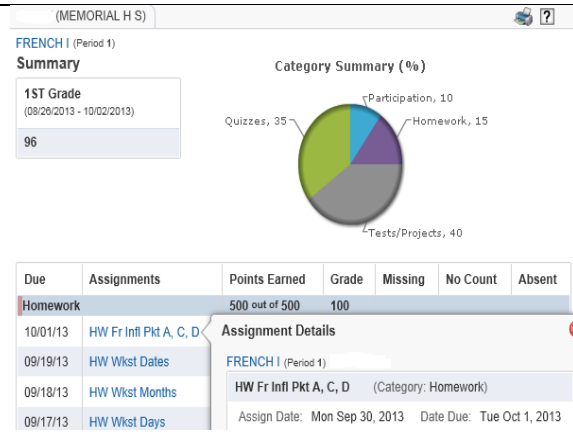 (MEMORIAL H S)
?
FRENCH I (Period 1)
Summary
Category Summary (%)
1ST Grade
(08/26/2013 - 10/02/2013)
96
Participation, 10
Quizzes, 35
Homework, 15
Tests/Projects, 40
Due Assignments Points Earned Grade Missing No Count Absent
Homework 500 out of 500 100
10/01/13 HW Fr Infl Pkt A, C, D
09/19/13 HW Wkst Dates
09/18/13 HW Wkst Months
09/17/13 HW Wkst Days
Assignment Details
FRENCH I (Period 1)
HW Fr Infl Pkt A, C, D (Category: Homework)
Assign Date: Mon Sep 30, 2013 Date Due: Tue Oct 1, 2013